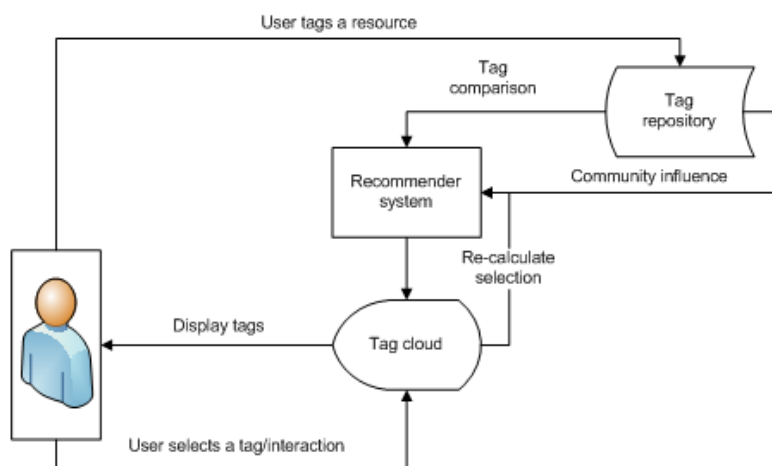 User tags a resource
Tag
comparison
Tag
repository
Recommender
system
Community influence
Re-calculate
selection
Display tags
Tag cloud
User selects a tag/interaction